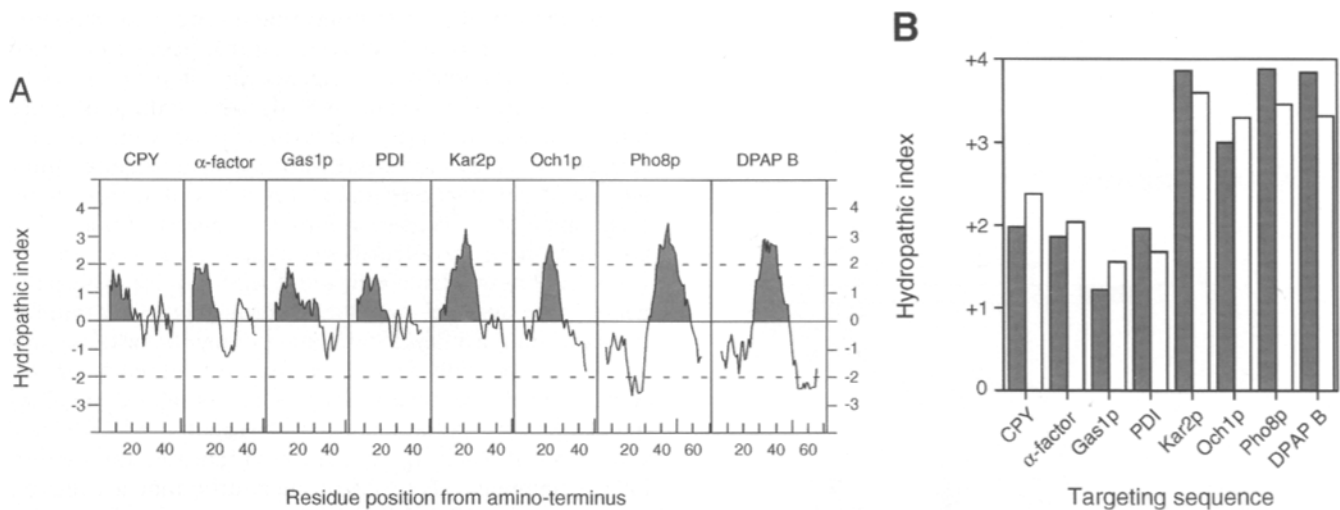 A
CPY α-factor Gas1p PDI Kar2p Och1p Pho8p DPAP B
Hydropathic index
4 4
3 3
2 2
1 1
0 0
-1 -1
-2 -2
-3 -3
20 40 20 40 20 40 20 40 20 40 20 40 20 40 60 20 40 60
Residue position from amino-terminus
B
Hydropathic index
+4
+3
+2
+1
0
CPY α-factor Gas1p PDI Kar2p Och1p Pho8p DPAP B
Targeting sequence